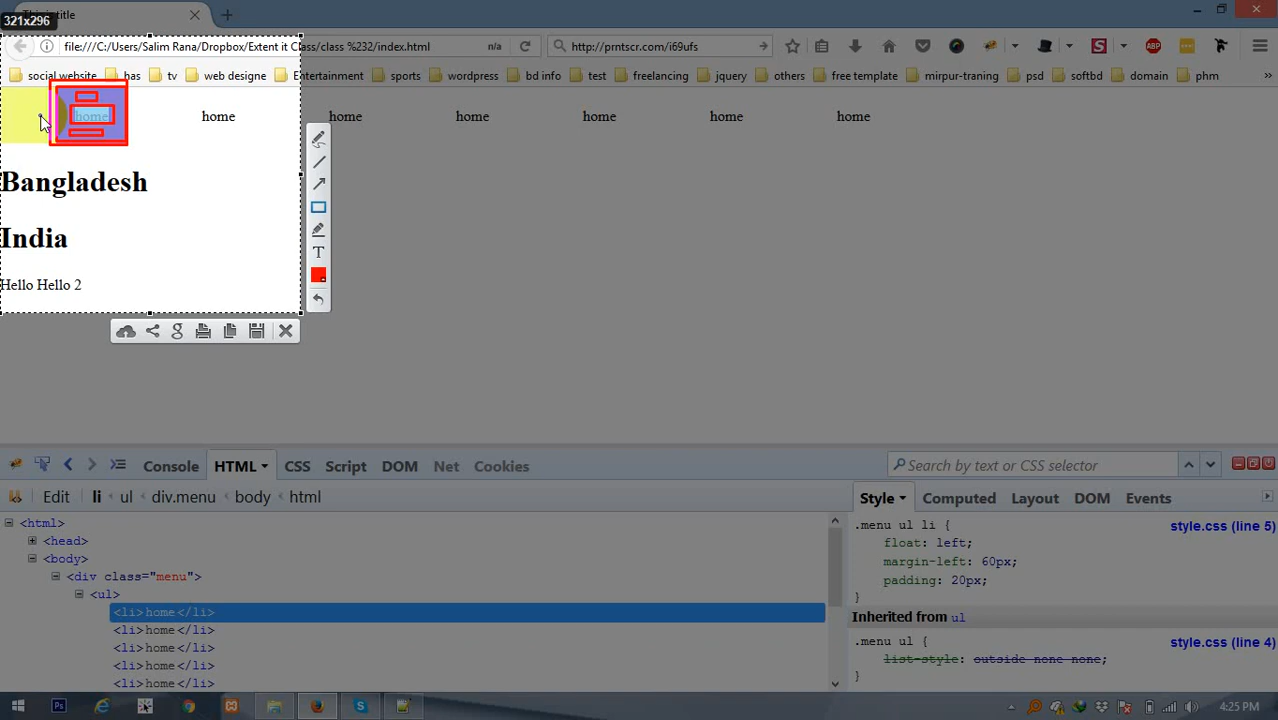 321x296
title
file:///C:/Users/Salim Rana/Dropbox/Extent it Class/class %232/index.html
n/a
http://prntscr.com/i69ufs
social website
has
tv
web designe
Entertainment
sports
wordpress
bd info
test
freelancing
jquery
others
free template
mirpur-traning
psd
softbd
domain
phm
home
home
home
home
home
home
home
Bangladesh
India
Hello Hello 2
T
g
Console
HTML
CSS
Script
DOM
Net
Cookies
Search by text or CSS selector
Edit
li
ul
div.menu
body
html
Style
Computed
Layout
DOM
Events
<html>
<head>
<body>
<div class="menu">
<ul>
<li>home</li>
<li>home</li>
<li>home</li>
<li>home</li>
<li>home</li>
.menu ul li {
style.css (line 5)
float: left;
margin-left: 60px;
padding: 20px;
}
Inherited from ul
.menu ul {
style.css (line 4)
list-style: outside none none;
}
4:25 PM